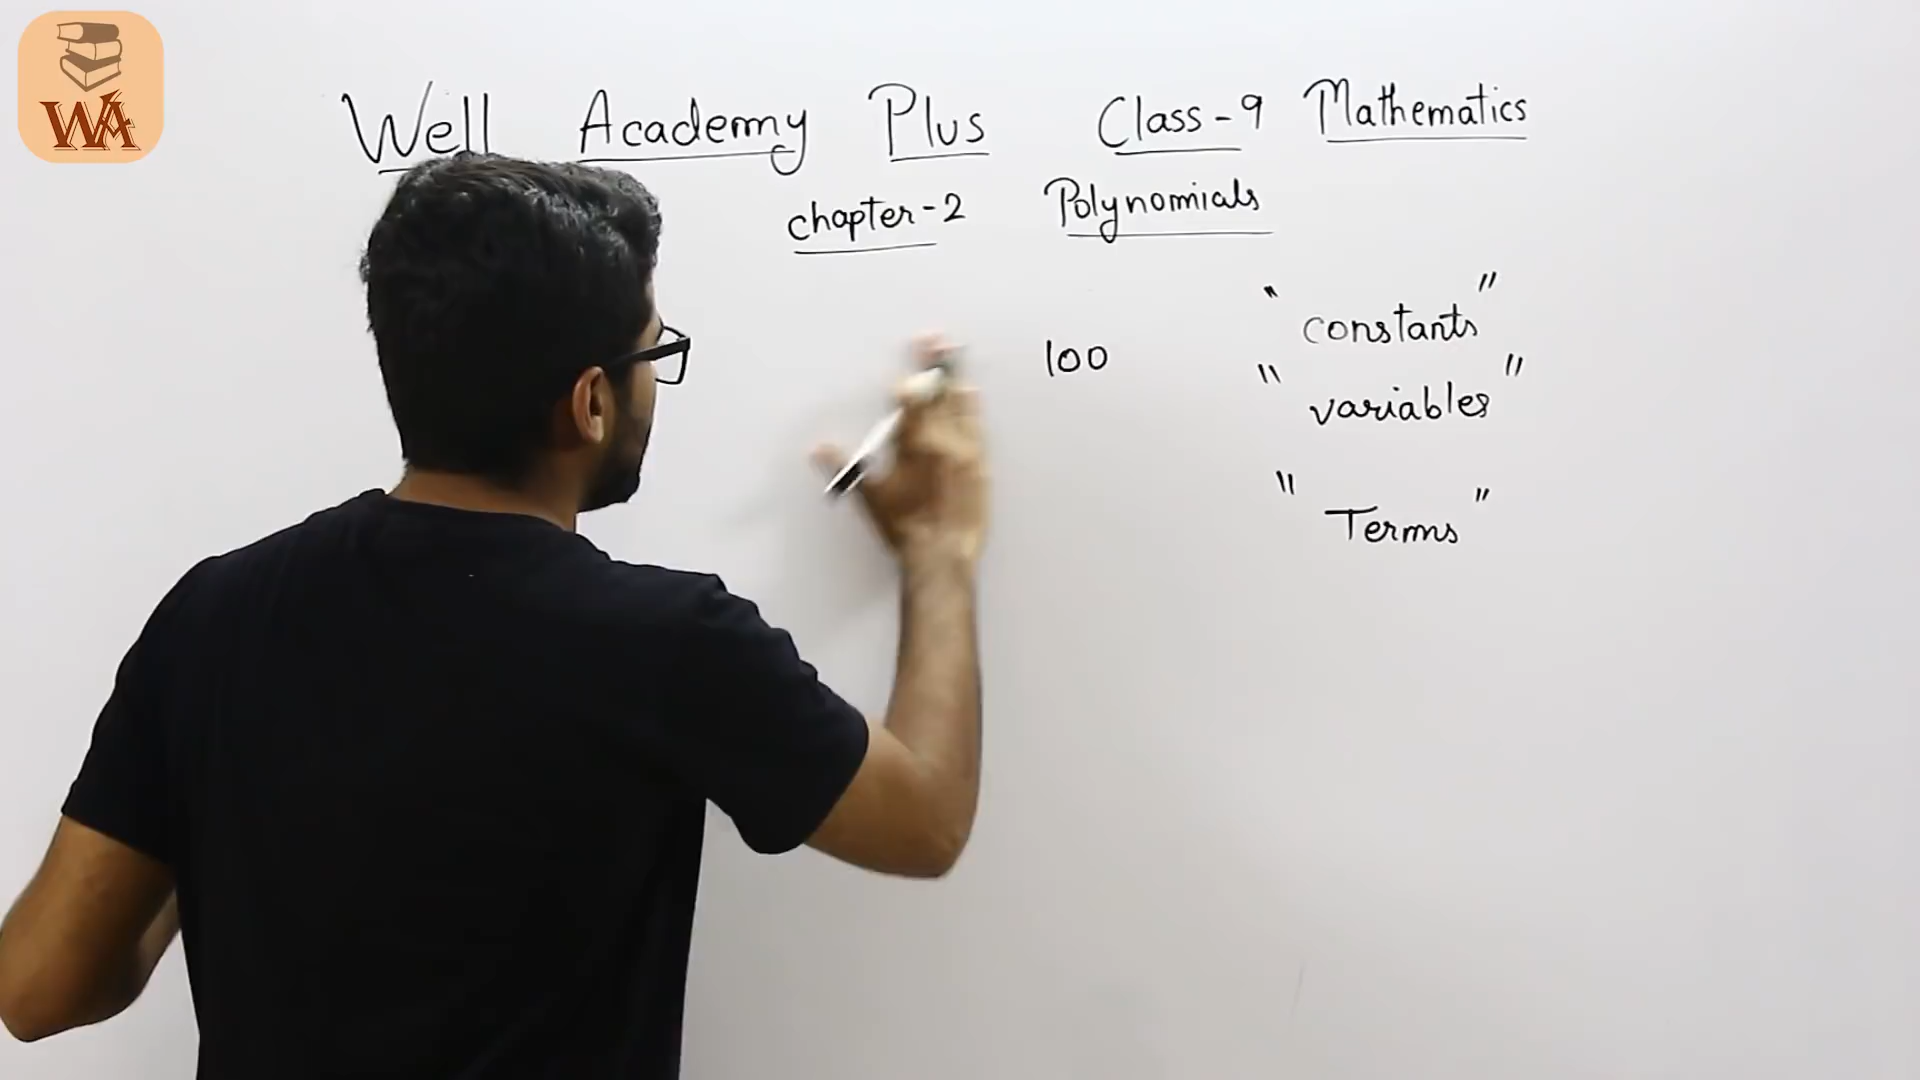 WA
Well Academy Plus Class-9 Mathematics
chapter-2 Polynomials
"constants"
100
"variables"
"Terms"